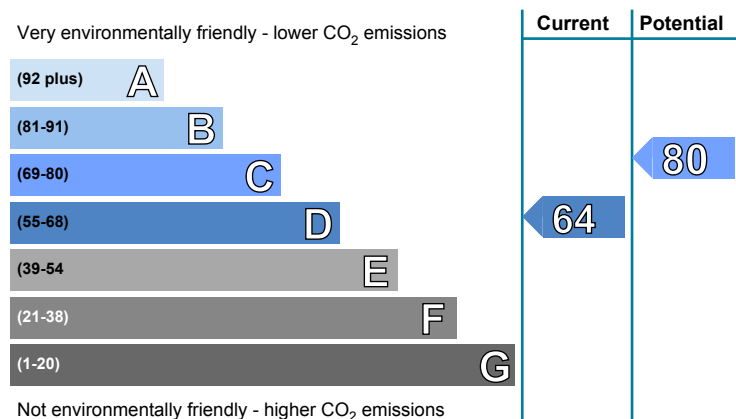 Current Potential
Very environmentally friendly - lower CO₂ emissions
(92 plus) A
(81-91) B
(69-80) C
80
(55-68) D
64
(39-54 E
(21-38) F
(1-20) G
Not environmentally friendly - higher CO₂ emissions